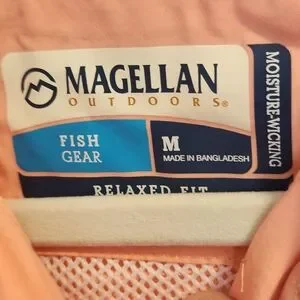 MAGELLAN
OUTDOORS®
FISH
GEAR
M
MADE IN BANGLADESH
MOISTURE-WICKING
RELAXED FIT